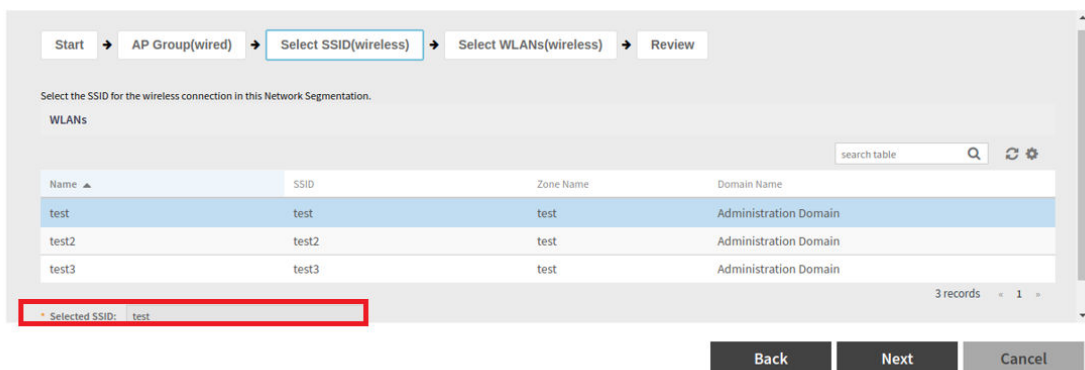 Start → AP Group(wired) → Select SSID(wireless) → Select WLANs(wireless) → Review
Select the SSID for the wireless connection in this Network Segmentation.
WLANs
search table
Name ▲ SSID Zone Name Domain Name
test test test Administration Domain
test2 test2 test Administration Domain
test3 test3 test Administration Domain
3 records « 1 »
* Selected SSID: test
Back Next Cancel